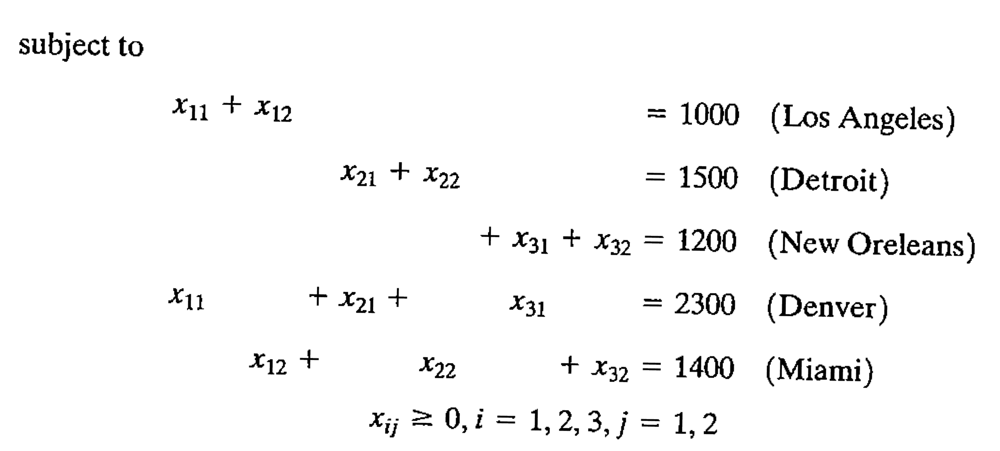 subject to
x₁₁ + x₁₂ = 1000 (Los Angeles)
x₂₁ + x₂₂ = 1500 (Detroit)
+ x₃₁ + x₃₂ = 1200 (New Oreleans)
x₁₁ + x₂₁ + x₃₁ = 2300 (Denver)
x₁₂ + x₂₂ + x₃₂ = 1400 (Miami)
xᵢⱼ ≥ 0, i = 1, 2, 3, j = 1, 2